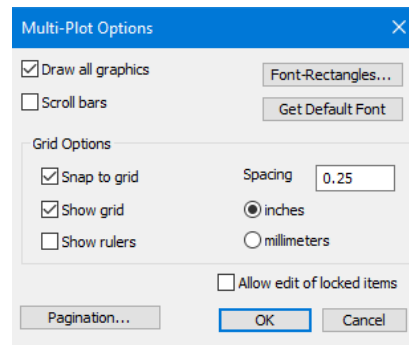 Multi-Plot Options
Draw all graphics
Font-Rectangles...
Scroll bars
Get Default Font
Grid Options
Snap to grid
Spacing 0.25
Show grid
inches
Show rulers
millimeters
Allow edit of locked items
Pagination...
OK
Cancel